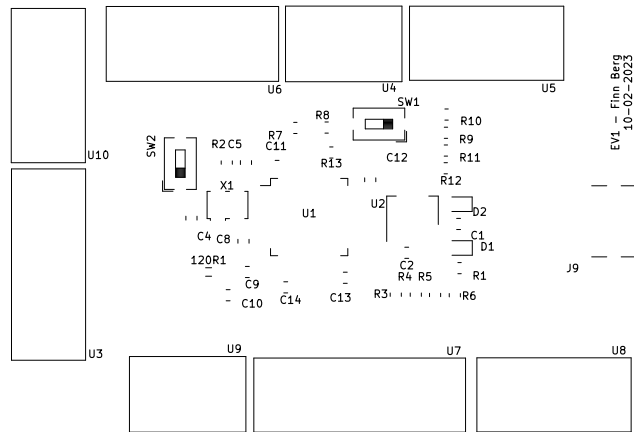 U6
U4
U5
EV1 – Finn Berg
10-02-2023
SW1
R8
R10
R7
R9
SW2
R2 C5
C11
U10
R13
C12
R11
R12
X1
U1
U2
D2
C4 C8
C1
D1
120R1
C2
J9
C9
R4 R5
R1
C10
C14
C13
R3
R6
U3
U9
U7
U8